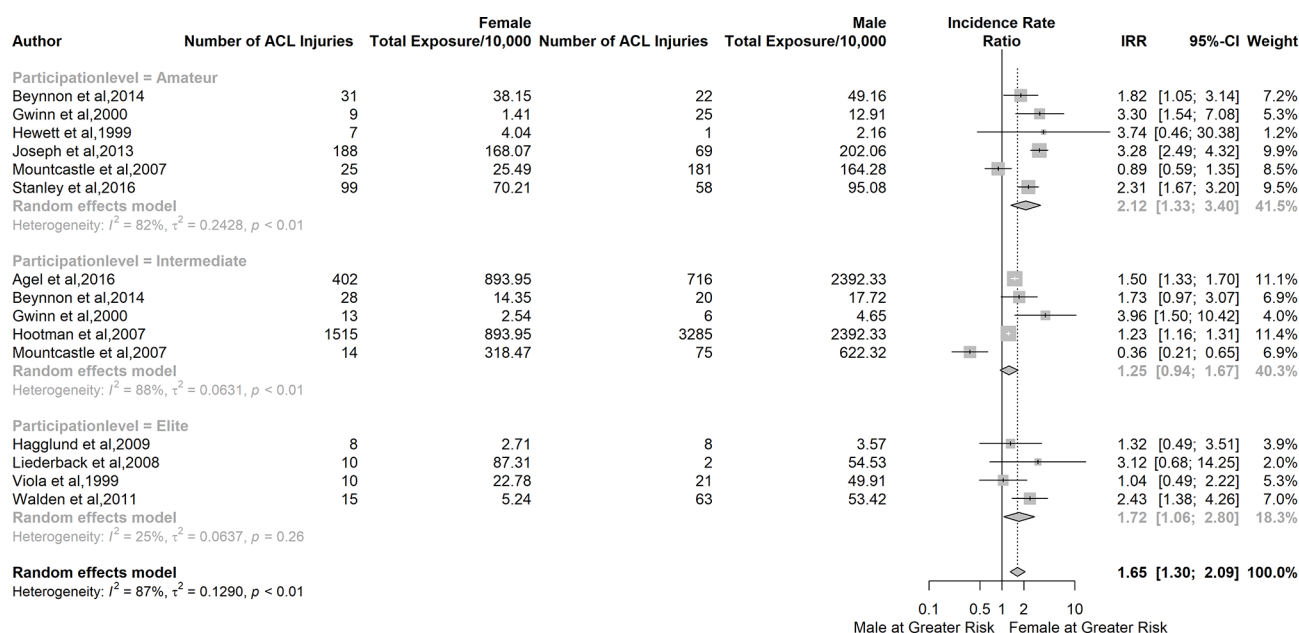 Female Male Incidence Rate
Author Number of ACL Injuries Total Exposure/10,000 Number of ACL Injuries Total Exposure/10,000 Ratio IRR 95%-CI Weight
Participationlevel = Amateur
Beynnon et al,2014 31 38.15 22 49.16 1.82 [1.05; 3.14] 7.2%
Gwinn et al,2000 9 1.41 25 12.91 3.30 [1.54; 7.08] 5.3%
Hewett et al,1999 7 4.04 1 2.16 3.74 [0.46; 30.38] 1.2%
Joseph et al,2013 188 168.07 69 202.06 3.28 [2.49; 4.32] 9.9%
Mountcastle et al,2007 25 25.49 181 164.28 0.89 [0.59; 1.35] 8.5%
Stanley et al,2016 99 70.21 58 95.08 2.31 [1.67; 3.20] 9.5%
Random effects model 2.12 [1.33; 3.40] 41.5%
Heterogeneity: I² = 82%, τ² = 0.2428, p < 0.01
Participationlevel = Intermediate
Agel et al,2016 402 893.95 716 2392.33 1.50 [1.33; 1.70] 11.1%
Beynnon et al,2014 28 14.35 20 17.72 1.73 [0.97; 3.07] 6.9%
Gwinn et al,2000 13 2.54 6 4.65 3.96 [1.50; 10.42] 4.0%
Hootman et al,2007 1515 893.95 3285 2392.33 1.23 [1.16; 1.31] 11.4%
Mountcastle et al,2007 14 318.47 75 622.32 0.36 [0.21; 0.65] 6.9%
Random effects model 1.25 [0.94; 1.67] 40.3%
Heterogeneity: I² = 88%, τ² = 0.0631, p < 0.01
Participationlevel = Elite
Hagglund et al,2009 8 2.71 8 3.57 1.32 [0.49; 3.51] 3.9%
Liederback et al,2008 10 87.31 2 54.53 3.12 [0.68; 14.25] 2.0%
Viola et al,1999 10 22.78 21 49.91 1.04 [0.49; 2.22] 5.3%
Walden et al,2011 15 5.24 63 53.42 2.43 [1.38; 4.26] 7.0%
Random effects model 1.72 [1.06; 2.80] 18.3%
Heterogeneity: I² = 25%, τ² = 0.0637, p = 0.26
Random effects model 1.65 [1.30; 2.09] 100.0%
Heterogeneity: I² = 87%, τ² = 0.1290, p < 0.01
0.1 0.5 1 2 10
Male at Greater Risk Female at Greater Risk